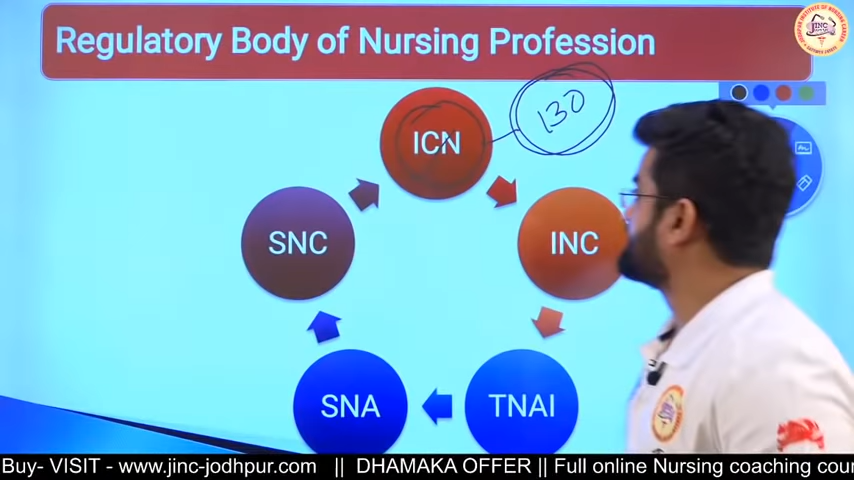 Regulatory Body of Nursing Profession
JINC
ICN
130
SNC
INC
SNA
TNAI
Buy- VISIT - www.jinc-jodhpur.com || DHAMAKA OFFER || Full online Nursing coaching cour